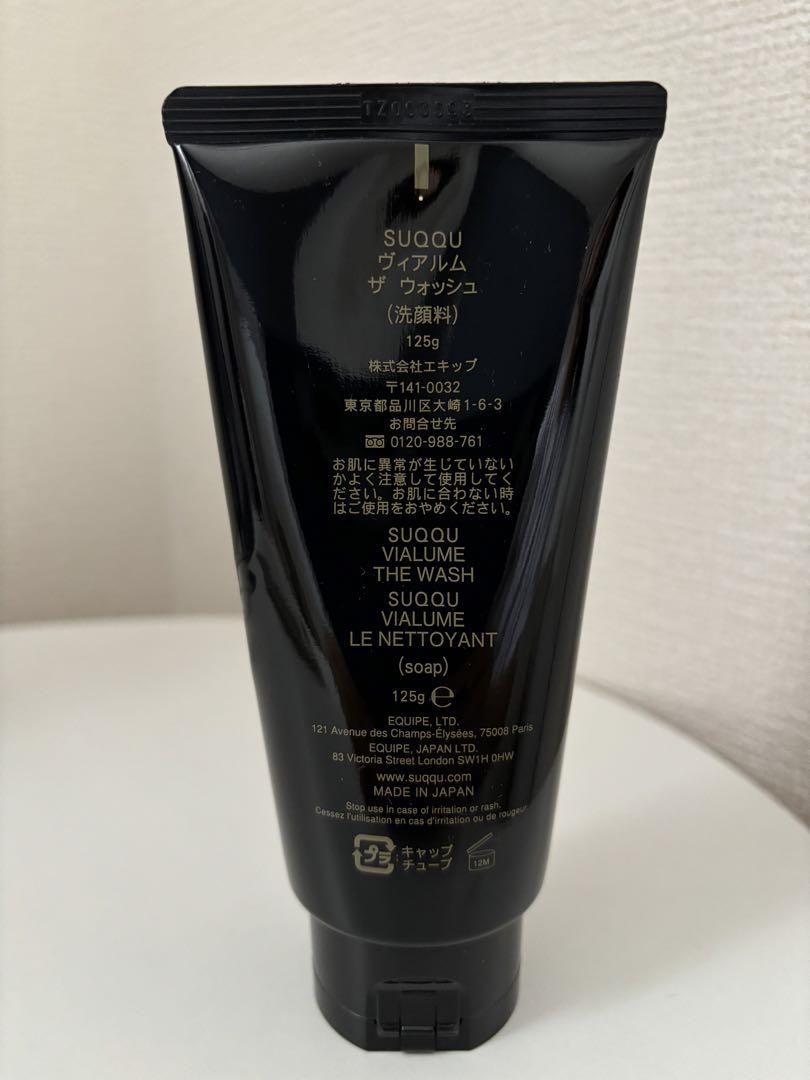 SUQQU
ヴィアルム
ザ ウォッシュ
(洗顔料)
125g
株式会社エキップ
〒141-0032
東京都品川区大崎1-6-3
お問合せ先
0120-988-761
お肌に異常が生じていない
かよく注意して使用してく
ださい。お肌に合わない時
はご使用をおやめください。
SUQQU
VIALUME
THE WASH
SUQQU
VIALUME
LE NETTOYANT
(soap)
125g ℮
EQUIPE, LTD.
121 Avenue des Champs-Élysées, 75008 Paris
EQUIPE, JAPAN LTD.
83 Victoria Street London SW1H 0HW
www.suqqu.com
MADE IN JAPAN
Stop use in case of irritation or rash.
Cessez l'utilisation en cas d'irritation ou de rougeur.
プラ キャップ
チューブ
12M